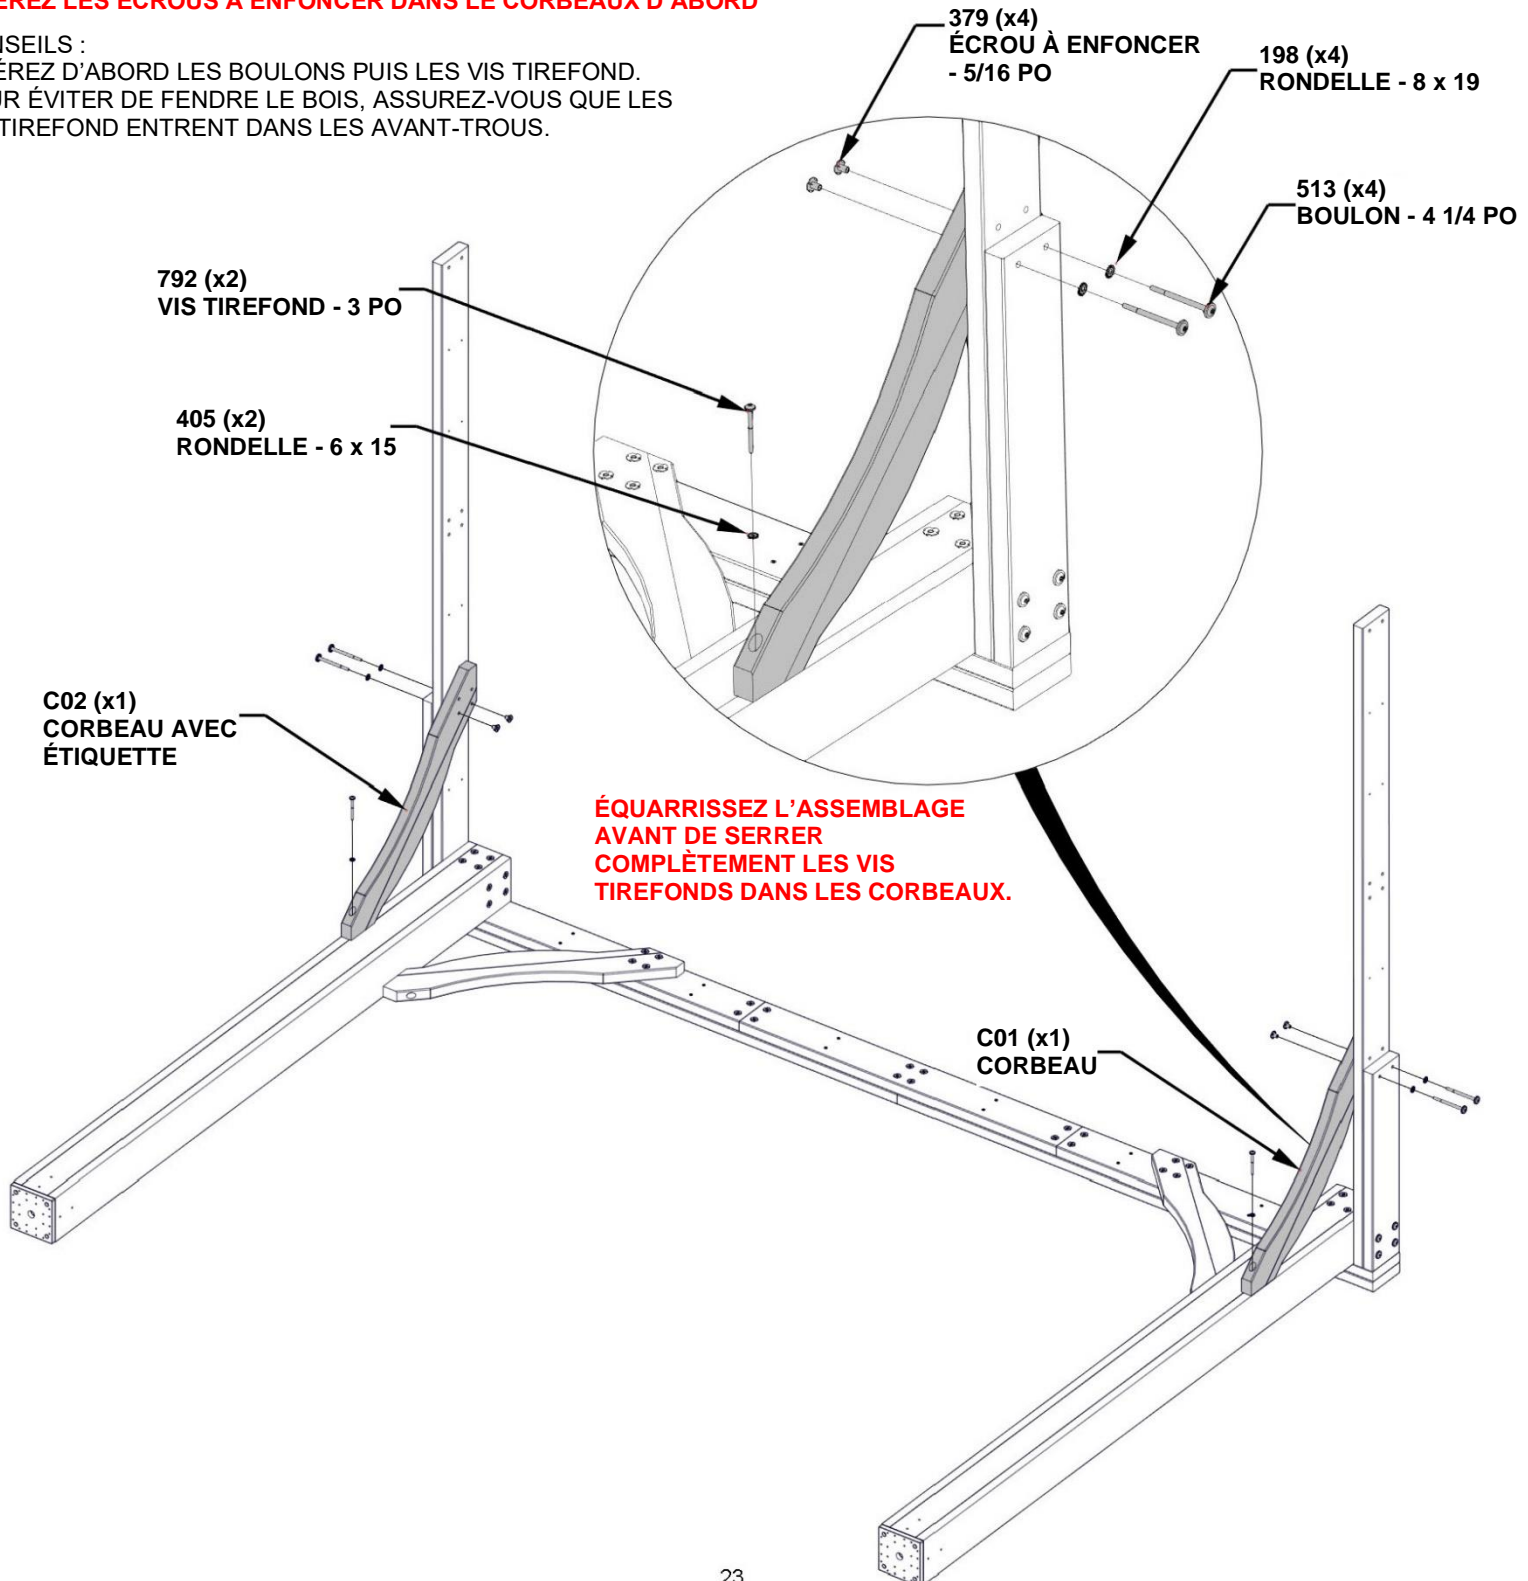 ÉREZ LES ÉCROUS À ENFONCER DANS LE CORBEAUX D'ABORD
NSEILS :
ÉREZ D’ABORD LES BOULONS PUIS LES VIS TIREFOND.
UR ÉVITER DE FENDRE LE BOIS, ASSUREZ-VOUS QUE LES
TIREFOND ENTRENT DANS LES AVANT-TROUS.
379 (x4)
ÉCROU À ENFONCER
- 5/16 PO
198 (x4)
RONDELLE - 8 x 19
513 (x4)
BOULON - 4 1/4 PO
792 (x2)
VIS TIREFOND - 3 PO
405 (x2)
RONDELLE - 6 x 15
C02 (x1)
CORBEAU AVEC
ÉTIQUETTE
ÉQUARRISSEZ L’ASSEMBLAGE
AVANT DE SERRER
COMPLÈTEMENT LES VIS
TIREFONDS DANS LES CORBEAUX.
C01 (x1)
CORBEAU
23